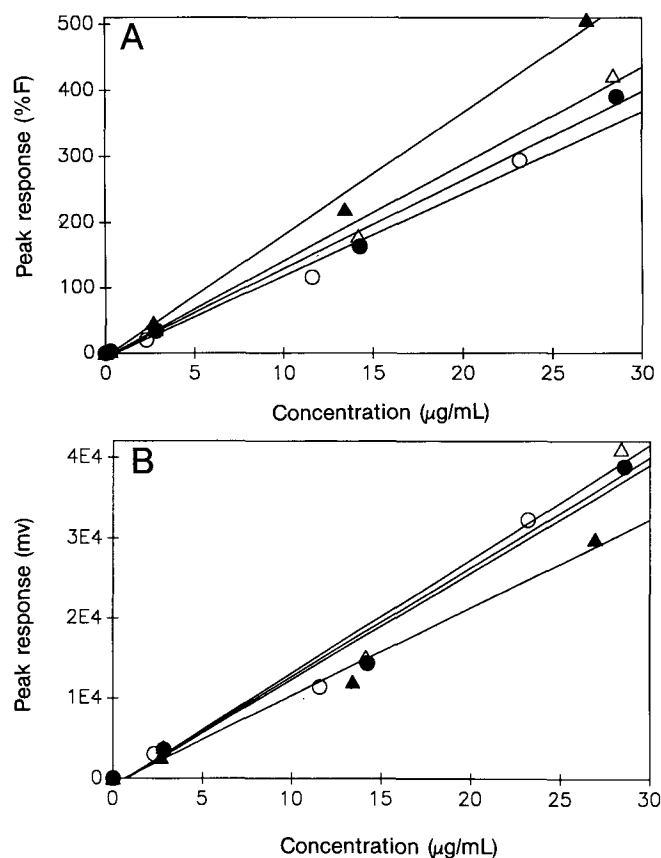 A
Peak response (%F)
500
400
300
200
100
0
0 5 10 15 20 25 30
Concentration (μg/mL)
B
Peak response (mv)
4E4
3E4
2E4
1E4
0
0 5 10 15 20 25 30
Concentration (μg/mL)